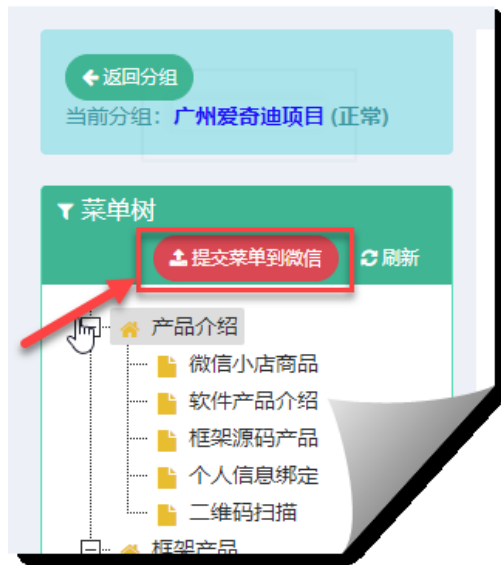 返回分组
当前分组：广州爱奇迪项目 (正常)
菜单树
提交菜单到微信 刷新
产品介绍
微信小店商品
软件产品介绍
框架源码产品
个人信息绑定
二维码扫描
框架产品